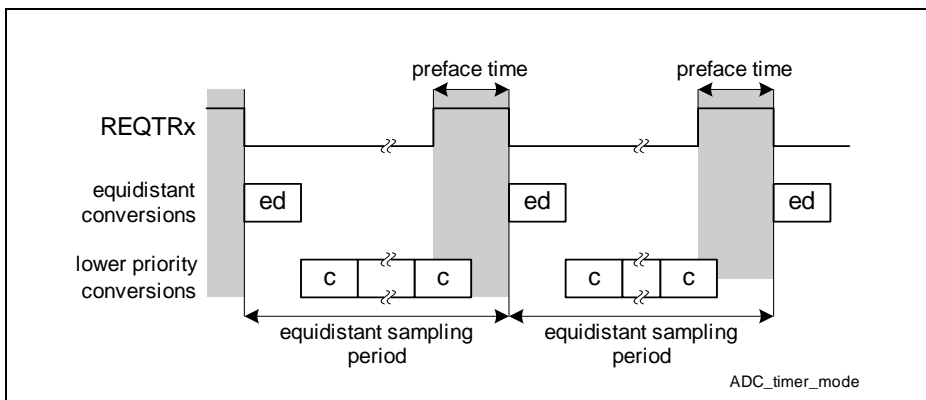 preface time
preface time
REQTRx
equidistant
conversions
ed
ed
ed
lower priority
conversions
c
c
c
c
equidistant sampling
period
equidistant sampling
period
ADC_timer_mode